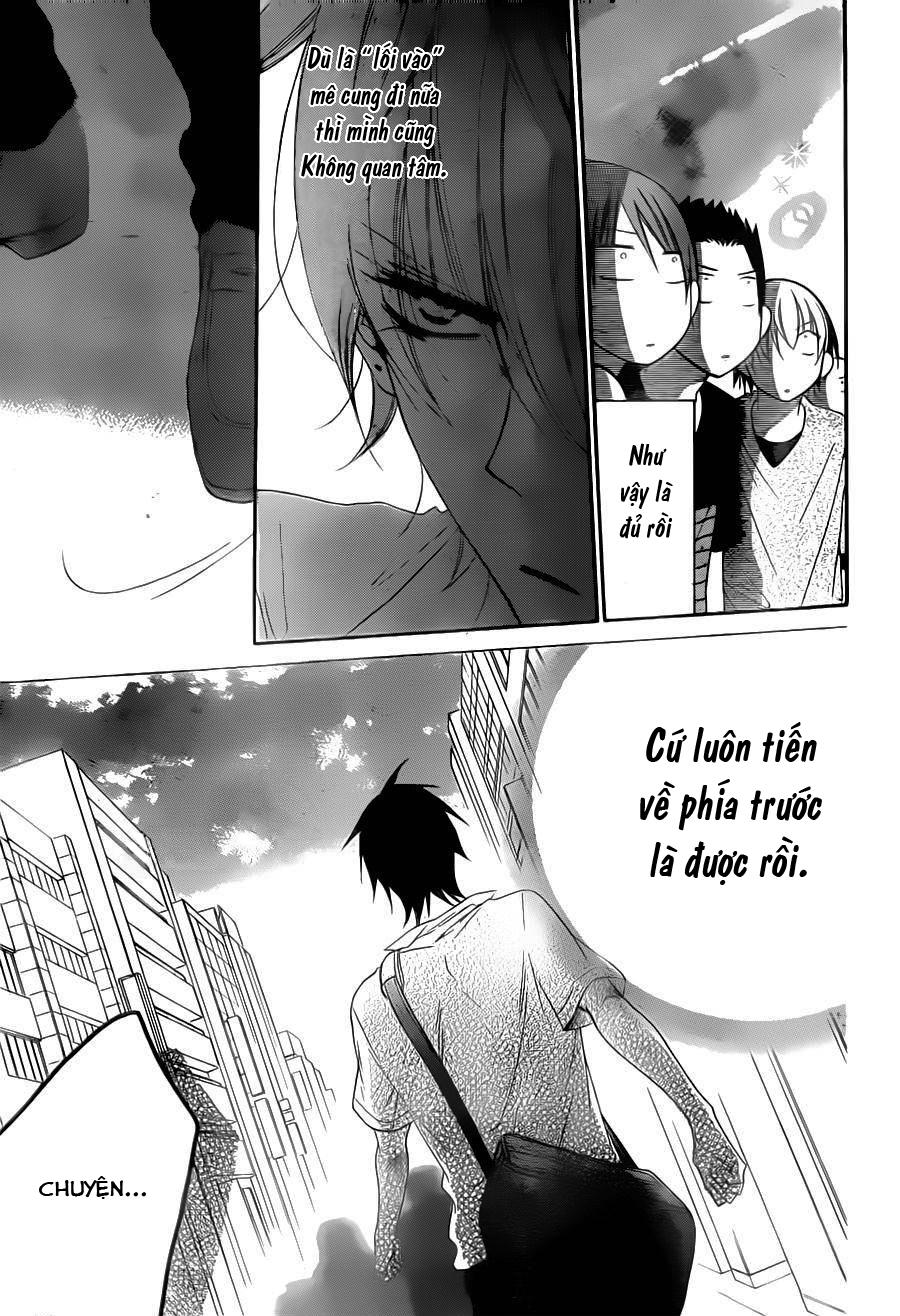 Như
vậy là
đủ rồi
Dù là “lối vào”
mê cung đi nữa
thì mình cũng
Không quan tâm.
Cứ luôn tiến
về phía trước
là được rồi.
CHUYỆN...